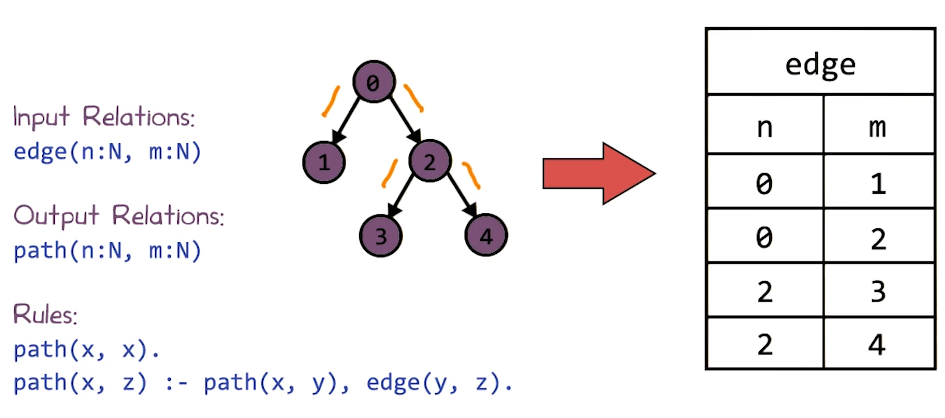 Input Relations:
edge(n:N, m:N)
Output Relations:
path(n:N, m:N)
Rules:
path(x, x).
path(x, z) :- path(x, y), edge(y, z).
0
1
2
3
4
edge
n m
0 1
0 2
2 3
2 4